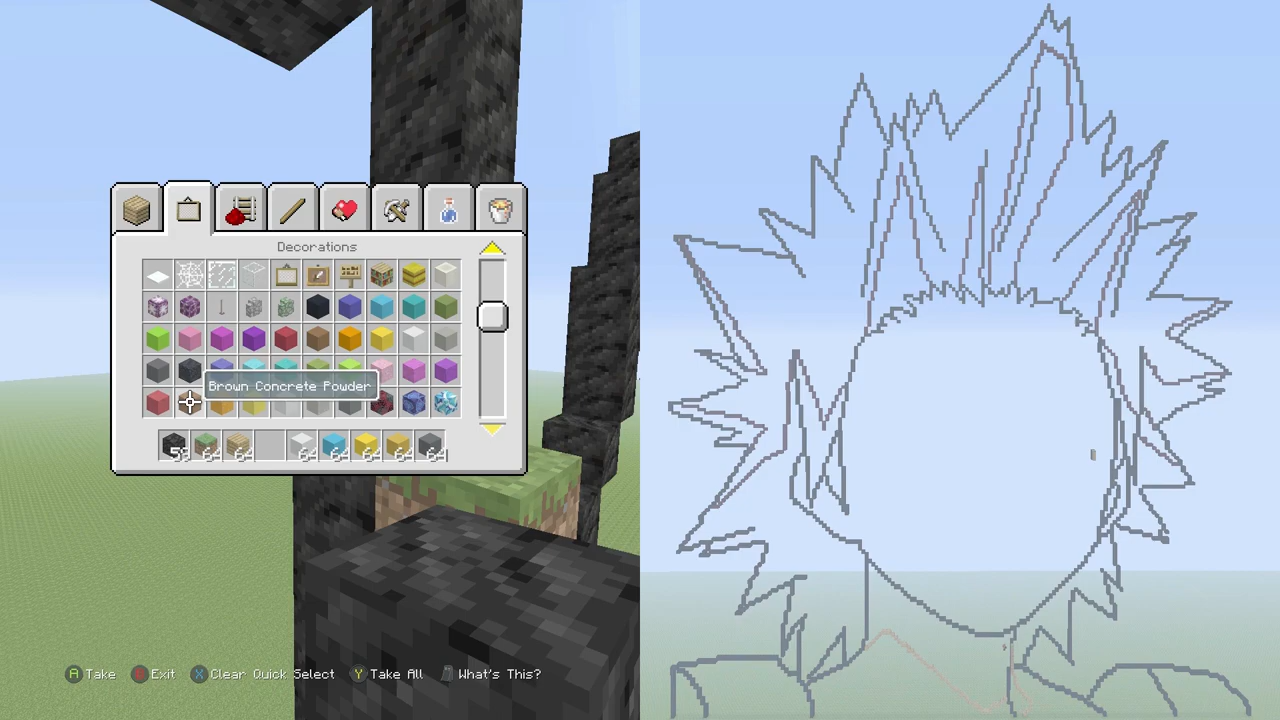 Decorations
Brown Concrete Powder
64 64 64 64 64 64 64
Take Exit Clear Quick Select Take All What's This?